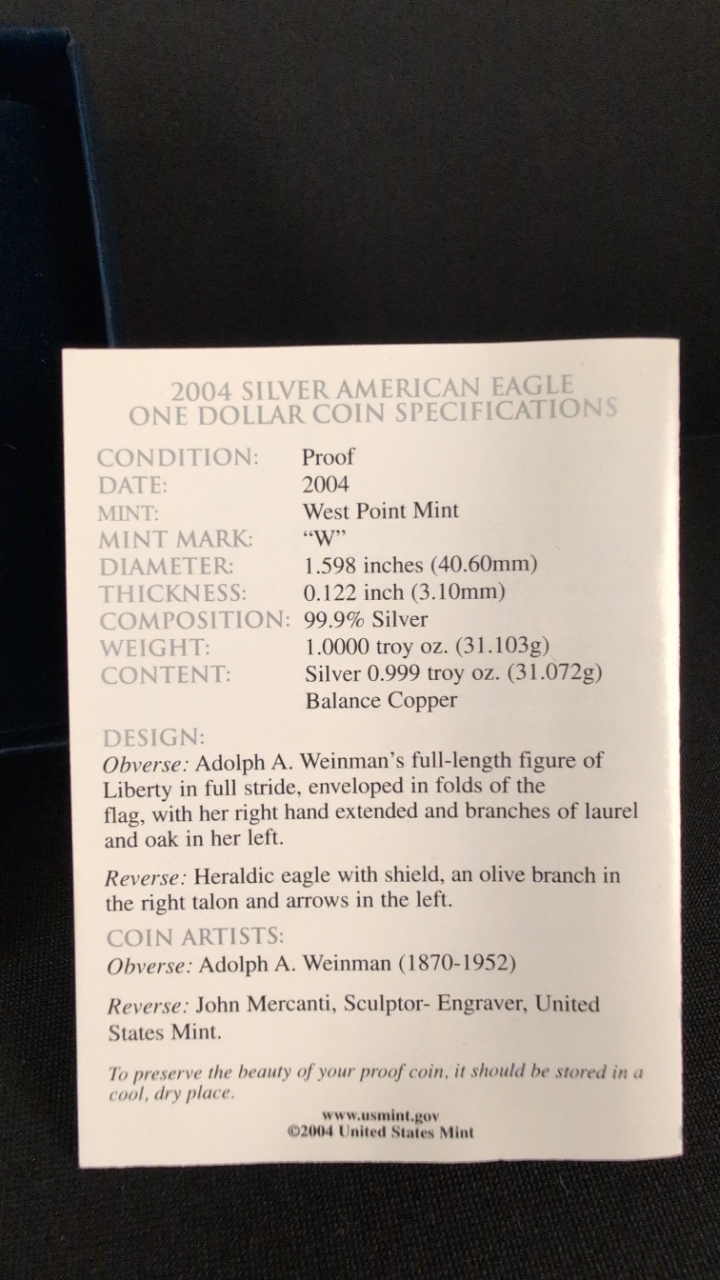 2004 SILVER AMERICAN EAGLE
ONE DOLLAR COIN SPECIFICATIONS
CONDITION: Proof
DATE: 2004
MINT: West Point Mint
MINT MARK: “W”
DIAMETER: 1.598 inches (40.60mm)
THICKNESS: 0.122 inch (3.10mm)
COMPOSITION: 99.9% Silver
WEIGHT: 1.0000 troy oz. (31.103g)
CONTENT: Silver 0.999 troy oz. (31.072g)
Balance Copper
DESIGN:
Obverse: Adolph A. Weinman’s full-length figure of
Liberty in full stride, enveloped in folds of the
flag, with her right hand extended and branches of laurel
and oak in her left.
Reverse: Heraldic eagle with shield, an olive branch in
the right talon and arrows in the left.
COIN ARTISTS:
Obverse: Adolph A. Weinman (1870-1952)
Reverse: John Mercanti, Sculptor- Engraver, United
States Mint.
To preserve the beauty of your proof coin, it should be stored in a
cool, dry place.
www.usmint.gov
©2004 United States Mint